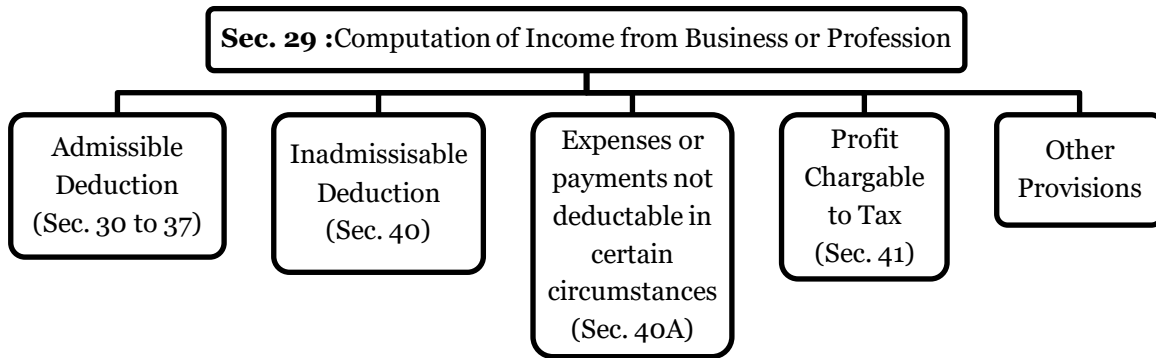 Sec. 29 :Computation of Income from Business or Profession
Admissible
Deduction
(Sec. 30 to 37)
Inadmissisable
Deduction
(Sec. 40)
Expenses or
payments not
deductable in
certain
circumstances
(Sec. 40A)
Profit
Chargable
to Tax
(Sec. 41)
Other
Provisions